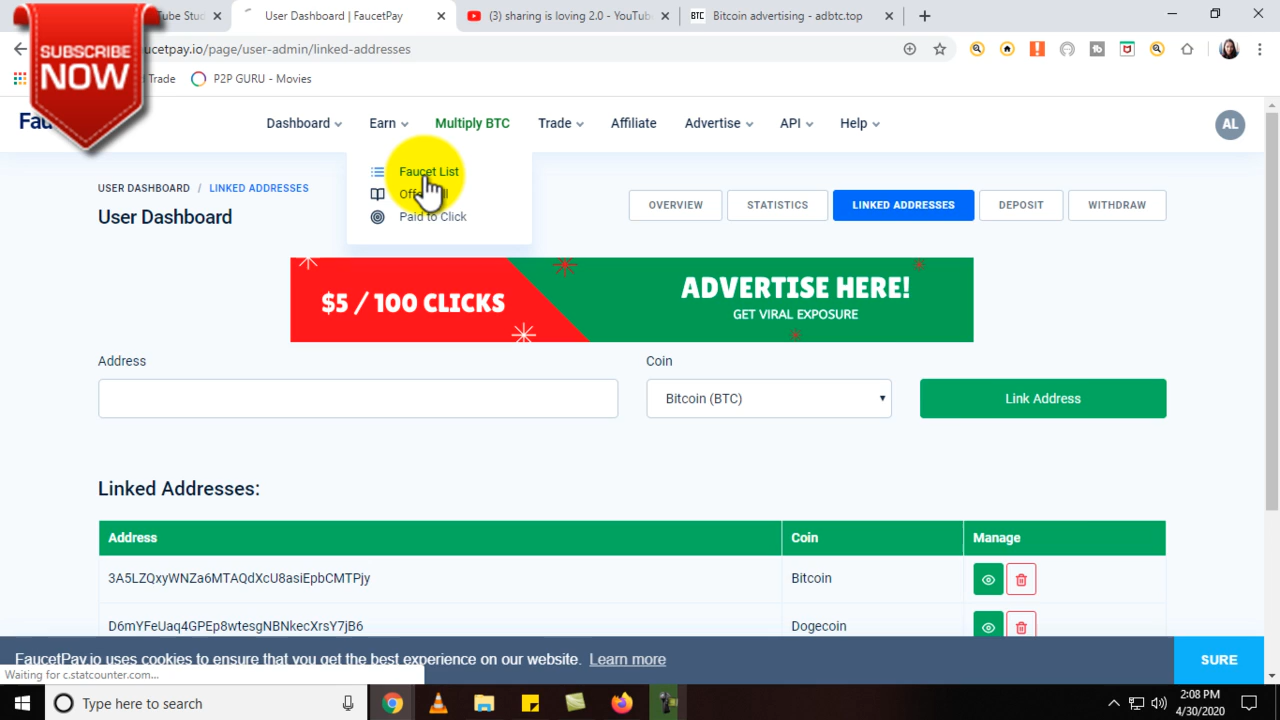 SUBSCRIBE
NOW
Tube Stud
User Dashboard | FaucetPay
(3) sharing is loving 2.0 - YouTube
BTC Bitcoin advertising - adbtc.top
ucetpay.io/page/user-admin/linked-addresses
Trade
P2P GURU - Movies
Fau
Dashboard
Earn
Multiply BTC
Trade
Affiliate
Advertise
API
Help
AL
Faucet List
Paid to Click
USER DASHBOARD / LINKED ADDRESSES
User Dashboard
OVERVIEW
STATISTICS
LINKED ADDRESSES
DEPOSIT
WITHDRAW
$5 / 100 CLICKS
ADVERTISE HERE!
GET VIRAL EXPOSURE
Address
Coin
Bitcoin (BTC)
Link Address
Linked Addresses:
Address Coin Manage
3A5LZQxyWNZa6MTAQdXcU8asiEpbCMTPjy Bitcoin
D6mYFeUaq4GPEp8wtesgNBNkecXrsY7jB6 Dogecoin
FaucetPay.io uses cookies to ensure that you get the best experience on our website. Learn more
SURE
Waiting for c.statcounter.com...
Type here to search
2:08 PM
4/30/2020